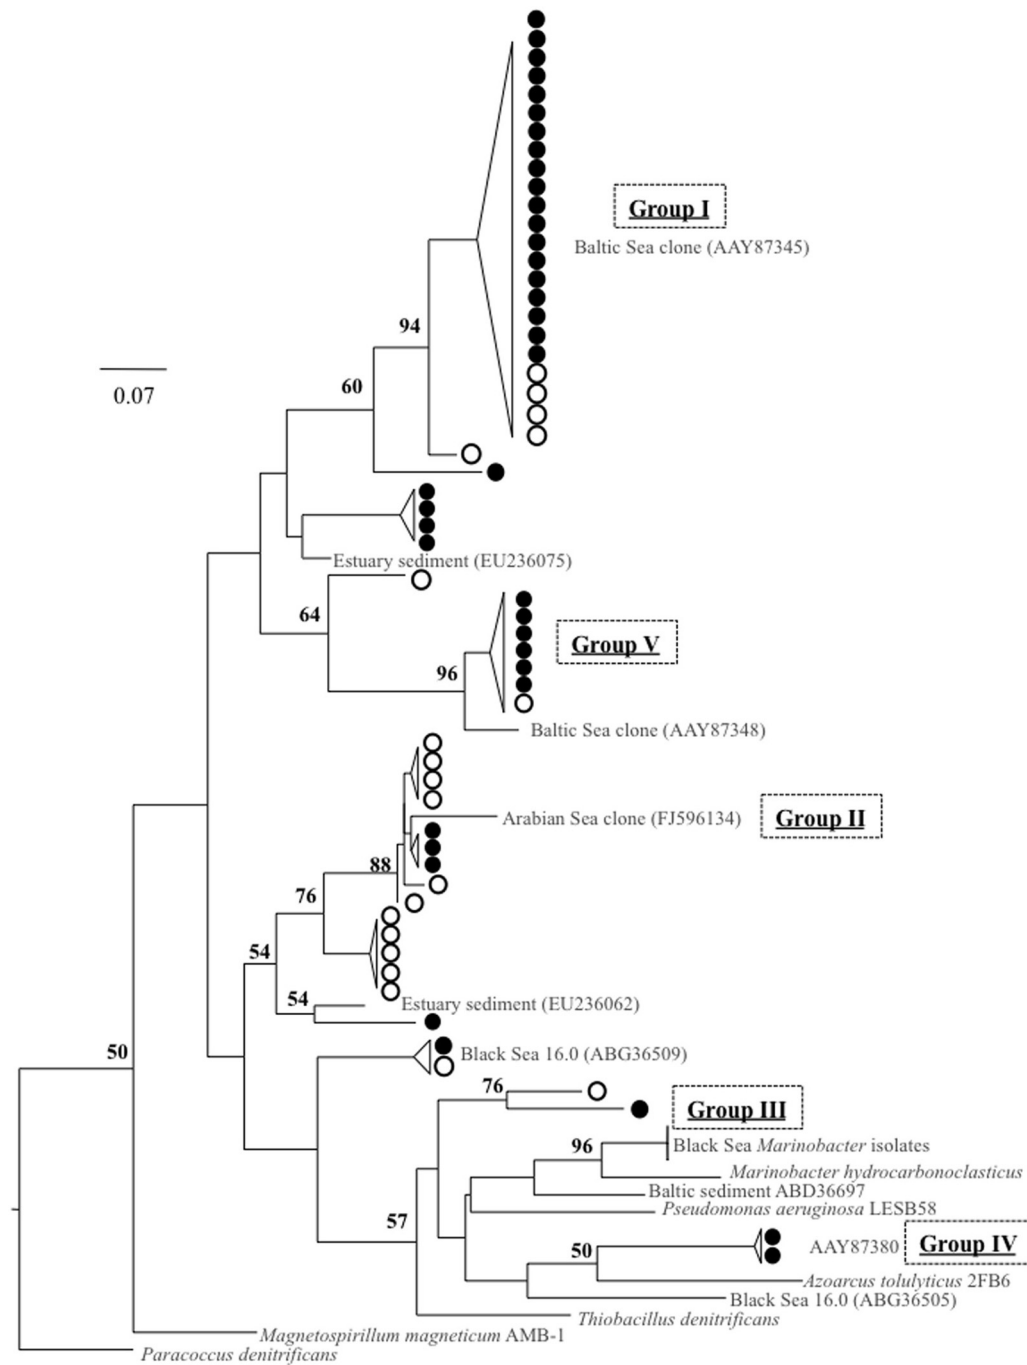 Group I
Baltic Sea clone (AAY87345)
94
0.07
60
Estuary sediment (EU236075)
64
Group V
96
Baltic Sea clone (AAY87348)
Arabian Sea clone (FJ596134)
Group II
88
76
54
54
Estuary sediment (EU236062)
50
Black Sea 16.0 (ABG36509)
76
Group III
96
Black Sea Marinobacter isolates
Marinobacter hydrocarbonoclasticus
Baltic sediment ABD36697
Pseudomonas aeruginosa LESB58
57
50
AAY87380
Group IV
Azoarcus tolulyticus 2FB6
Black Sea 16.0 (ABG36505)
Thiobacillus denitrificans
Magnetospirillum magneticum AMB-1
Paracoccus denitrificans